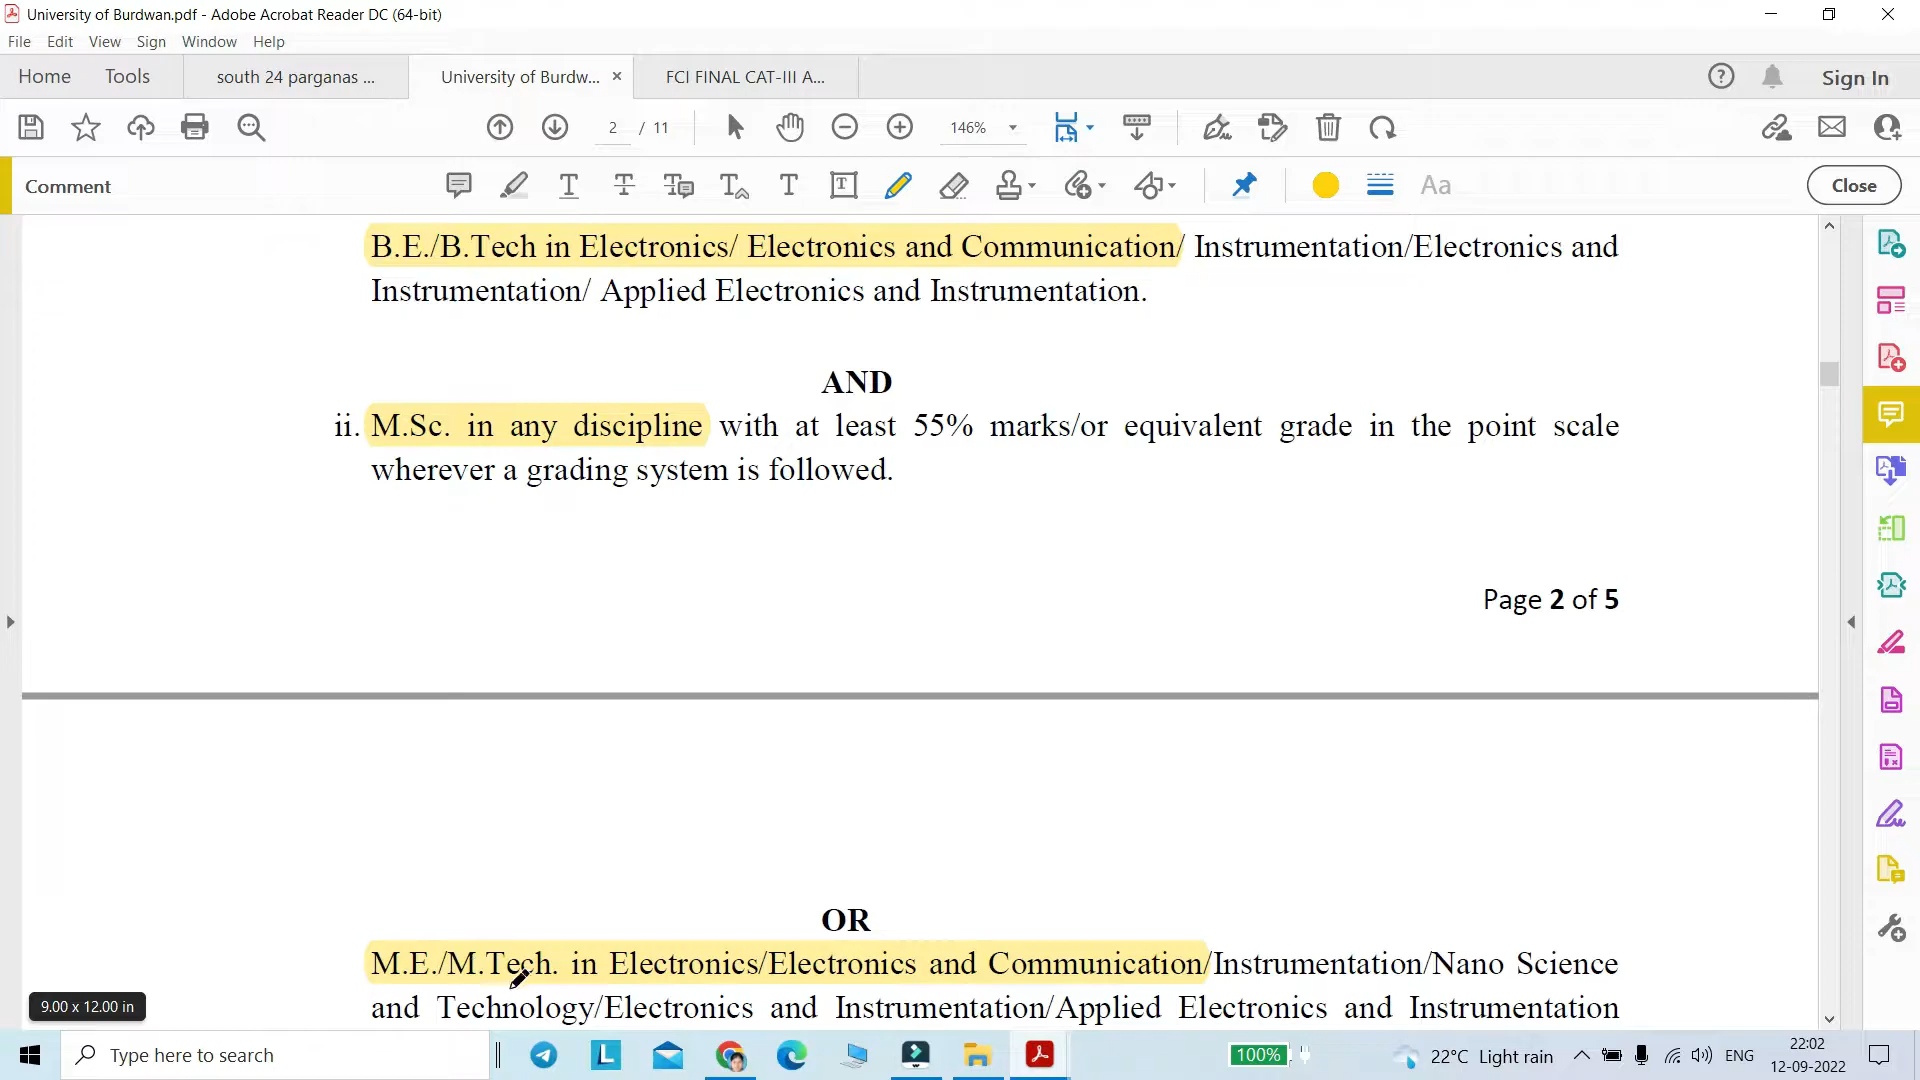 University of Burdwan.pdf - Adobe Acrobat Reader DC (64-bit)
File Edit View Sign Window Help
Home Tools south 24 parganas ... University of Burdw... × FCI FINAL CAT-III A... Sign In
2 / 11 146%
Comment Aa Close
B.E./B.Tech in Electronics/ Electronics and Communication/ Instrumentation/Electronics and
Instrumentation/ Applied Electronics and Instrumentation.
AND
ii. M.Sc. in any discipline with at least 55% marks/or equivalent grade in the point scale
wherever a grading system is followed.
Page 2 of 5
OR
M.E./M.Tech. in Electronics/Electronics and Communication/Instrumentation/Nano Science
and Technology/Electronics and Instrumentation/Applied Electronics and Instrumentation
9.00 x 12.00 in
Type here to search L 100% 22°C Light rain ENG 22:02
12-09-2022